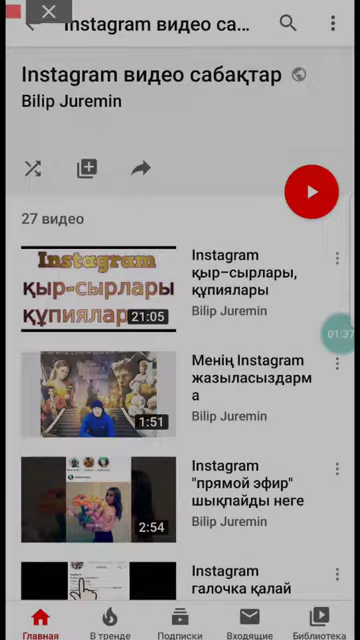 Instagram видео са...
Instagram видео сабақтар
Bilip Juremin
27 видео
Instagram
қыр-сырлары
құпиялар
21:05
Instagram
қыр-сырлары,
құпиялары
Bilip Juremin
01:37
Менің Instagram
жазыласыздарм
а
Bilip Juremin
1:51
Instagram
"прямой эфир"
шықпайды неге
Bilip Juremin
2:54
Instagram
галочка қалай
Главная
В тренде
Подписки
Входящие
Библиотека